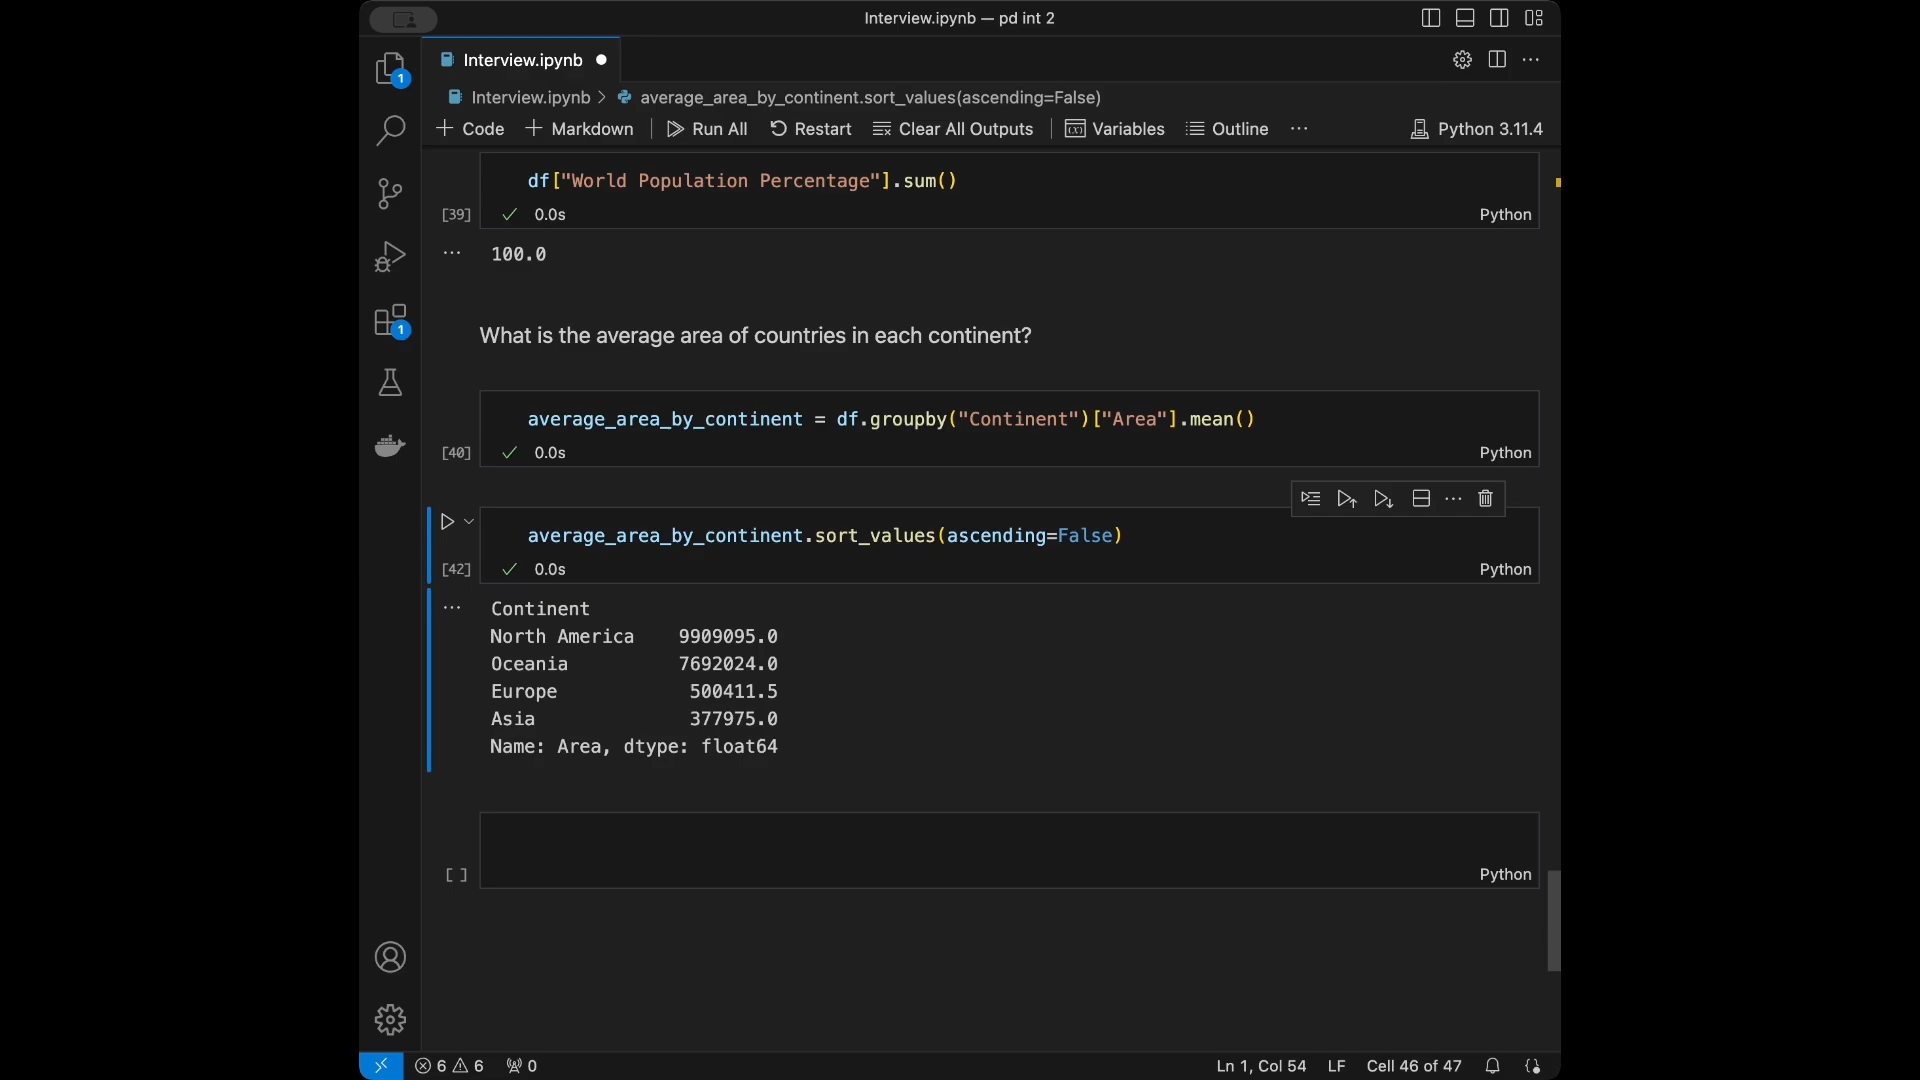 Interview.ipynb — pd int 2
Interview.ipynb
1
Interview.ipynb > average_area_by_continent.sort_values(ascending=False)
Code Markdown Run All Restart Clear All Outputs Variables Outline ... Python 3.11.4
df["World Population Percentage"].sum()
[39] 0.0s Python
... 100.0
1
What is the average area of countries in each continent?
average_area_by_continent = df.groupby("Continent")["Area"].mean()
[40] 0.0s Python
average_area_by_continent.sort_values(ascending=False)
[42] 0.0s Python
... Continent
North America 9909095.0
Oceania 7692024.0
Europe 500411.5
Asia 377975.0
Name: Area, dtype: float64
[ ] Python
6 6 0 Ln 1, Col 54 LF Cell 46 of 47